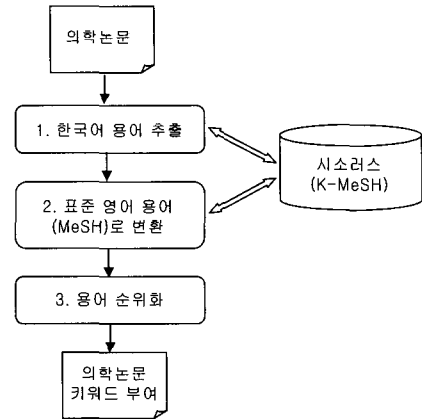 의학논문
1. 한국어 용어 추출
시소러스
(K-MeSH)
2. 표준 영어 용어
(MeSH)로 변환
3. 용어 순위화
의학논문
키워드 부여